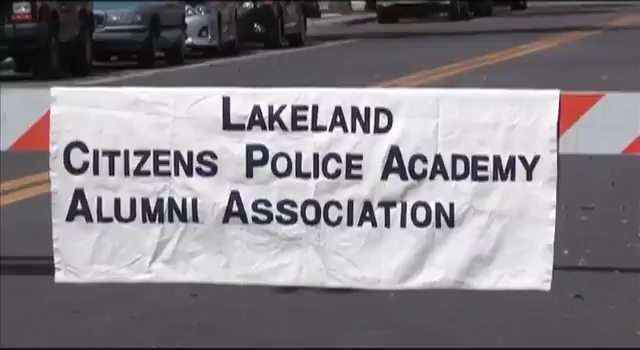 LAKELAND
CITIZENS POLICE ACADEMY
ALUMNI ASSOCIATION